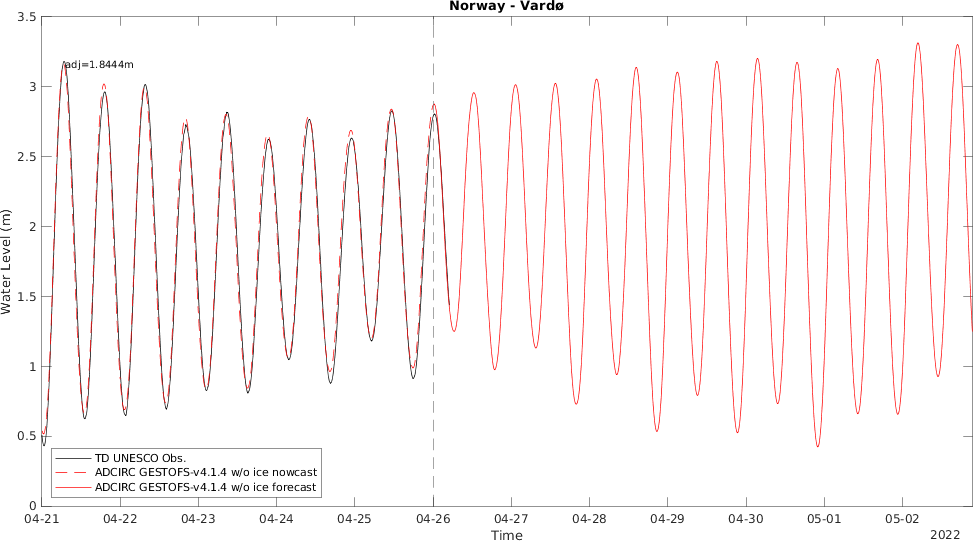 Norway - Vardø
adj=1.8444m
3.5
3
2.5
2
1.5
1
0.5
0
Water Level (m)
TD UNESCO Obs.
ADCIRC GESTOFS-v4.1.4 w/o ice nowcast
ADCIRC GESTOFS-v4.1.4 w/o ice forecast
04-21 04-22 04-23 04-24 04-25 04-26 04-27 04-28 04-29 04-30 05-01 05-02
Time
2022